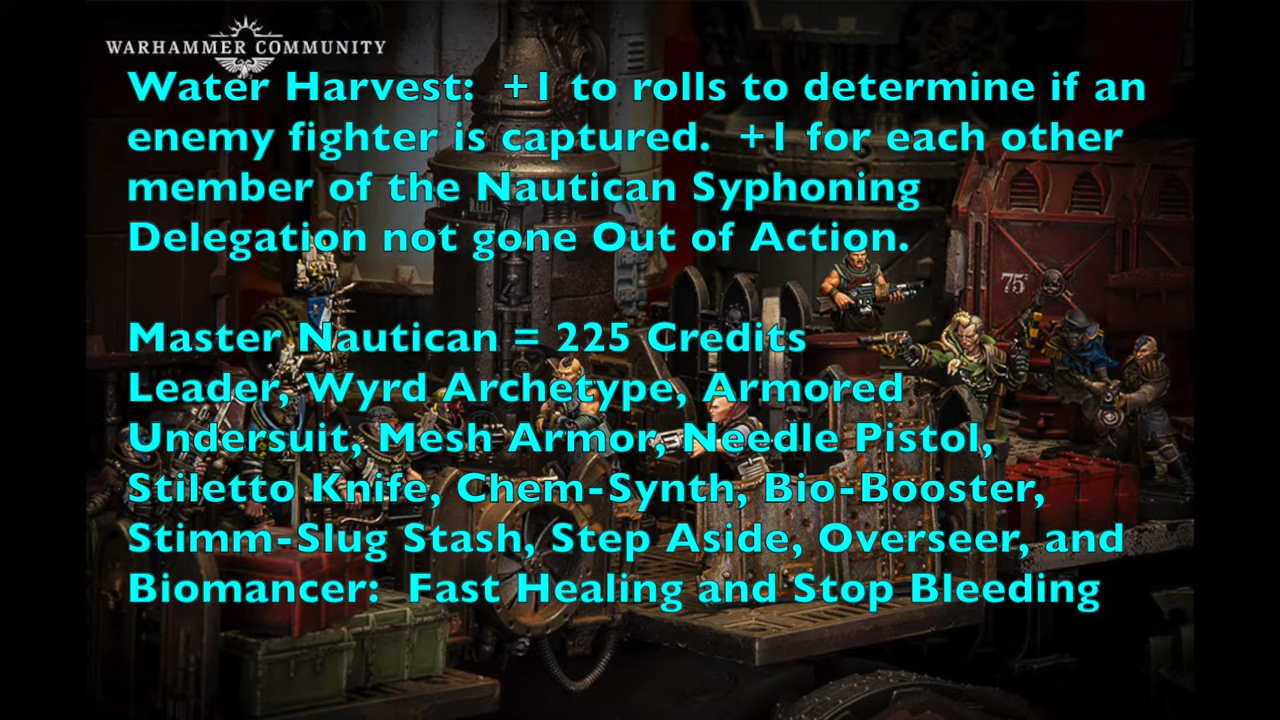 WARHAMMER COMMUNITY
Water Harvest:  +1 to rolls to determine if an
enemy fighter is captured.  +1 for each other
member of the Nautican Syphoning
Delegation not gone Out of Action.
Master Nautican = 225 Credits
Leader, Wyrd Archetype, Armored
Undersuit, Mesh Armor, Needle Pistol,
Stiletto Knife, Chem-Synth, Bio-Booster,
Stimm-Slug Stash, Step Aside, Overseer, and
Biomancer:  Fast Healing and Stop Bleeding
75